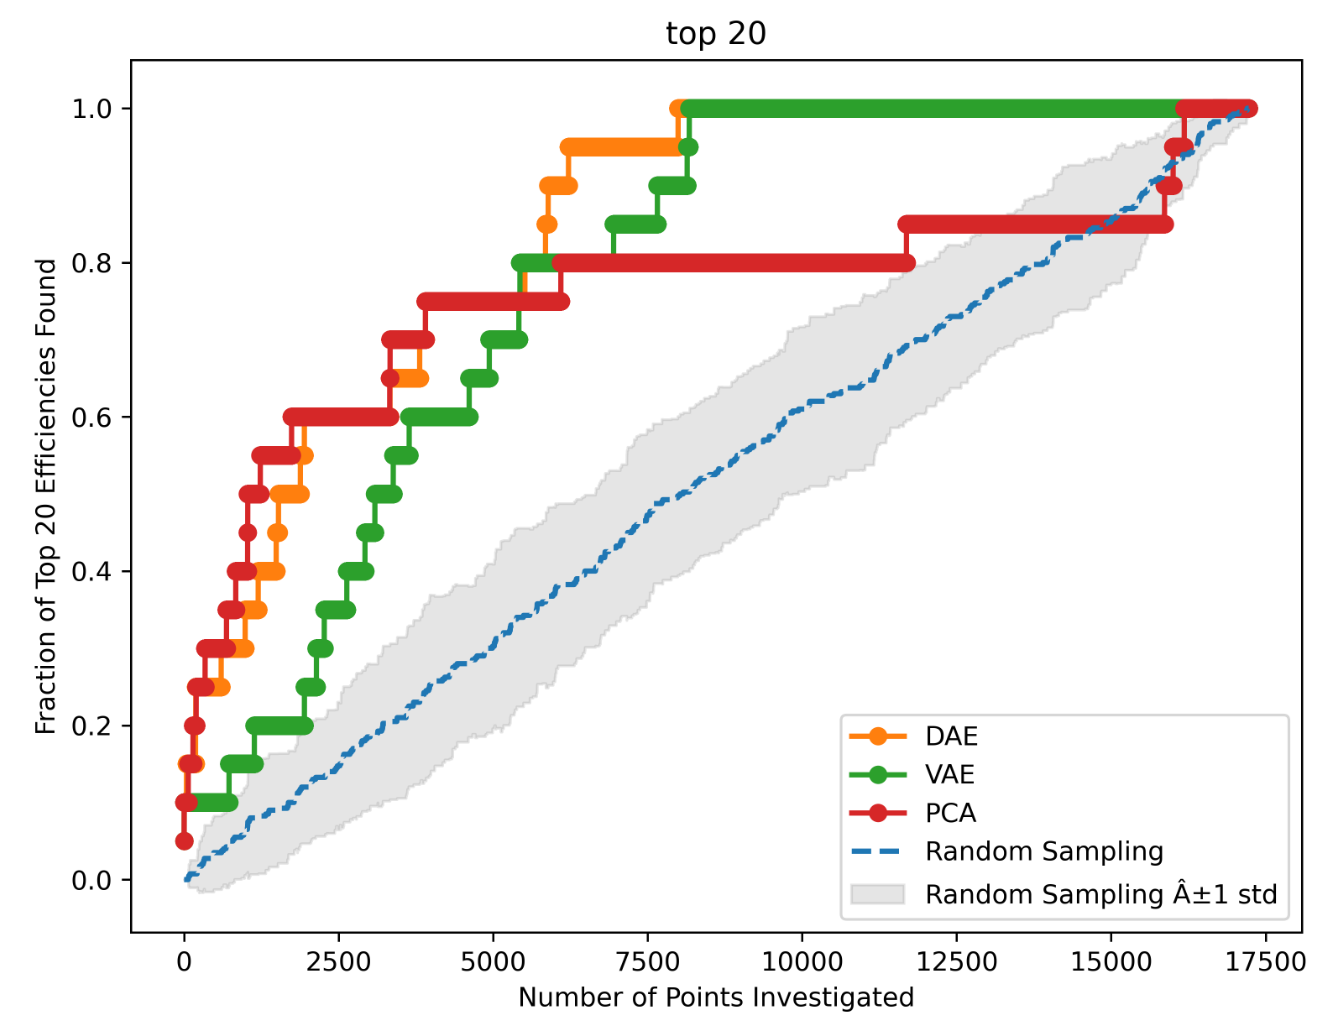 top 20
Fraction of Top 20 Efficiencies Found
1.0
0.8
0.6
0.4
0.2
0.0
DAE
VAE
PCA
Random Sampling
Random Sampling Â±1 std
0 2500 5000 7500 10000 12500 15000 17500
Number of Points Investigated